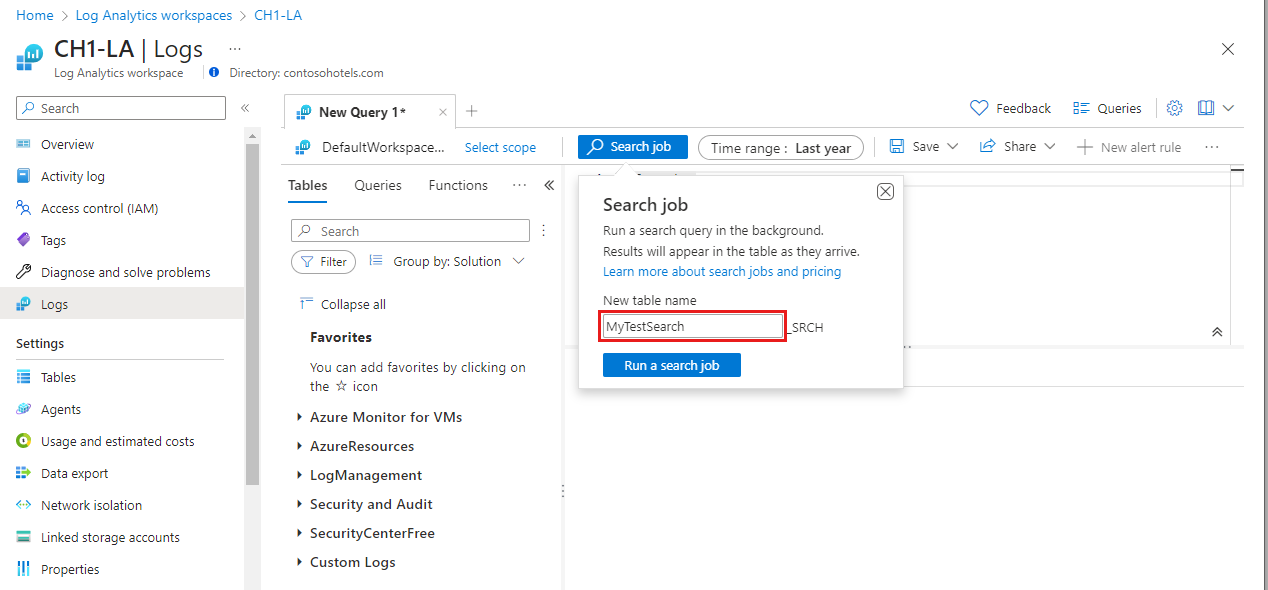 Home > Log Analytics workspaces > CH1-LA
CH1-LA | Logs ...
Log Analytics workspace
Directory: contosohotels.com
Search
«
Overview
Activity log
Access control (IAM)
Tags
Diagnose and solve problems
Logs
Settings
Tables
Agents
Usage and estimated costs
Data export
Network isolation
Linked storage accounts
Properties
New Query 1*
Feedback
Queries
DefaultWorkspace...
Select scope
Search job
Time range : Last year
Save
Share
New alert rule
...
Tables
Queries
Functions
...
«
Search
Filter
Group by: Solution
Collapse all
Favorites
You can add favorites by clicking on
the ☆ icon
Azure Monitor for VMs
AzureResources
LogManagement
Security and Audit
SecurityCenterFree
Custom Logs
Search job
Run a search query in the background.
Results will appear in the table as they arrive.
Learn more about search jobs and pricing
New table name
MyTestSearch _SRCH
Run a search job